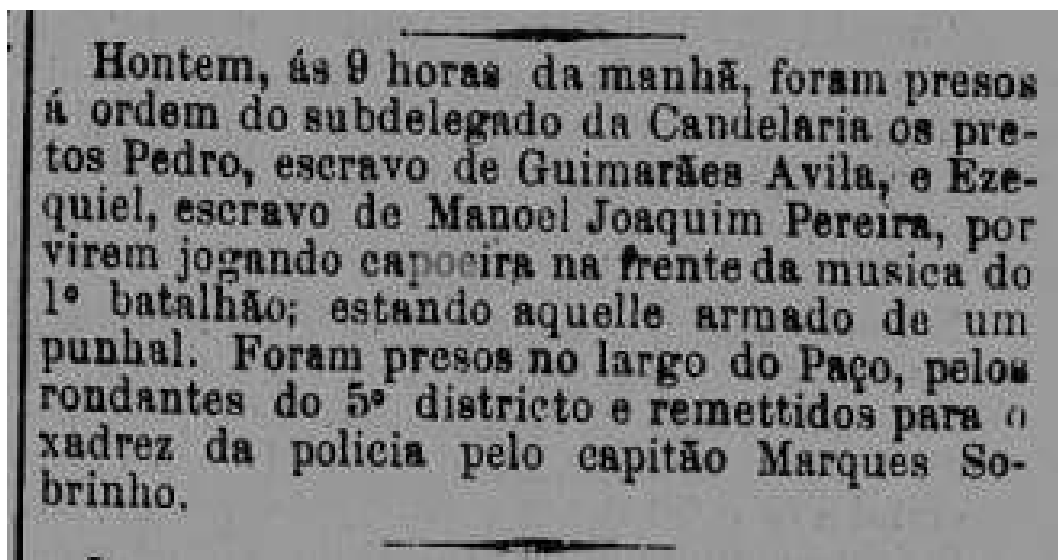 Hontem, ás 9 horas da manhã, foram presos
á ordem do subdelegado da Candelaria os pre-
tos Pedro, escravo de Guimarães Avila, e Eze-
quiel, escravo de Manoel Joaquim Pereira, por
virem jogando capoeira na frente da musica do
1º batalhão; estando aquelle armado de um
punhal. Foram presos no largo do Paço, pelos
rondantes do 5º districto e remettidos para o
xadrez da policia pelo capitão Marques So-
brinho.